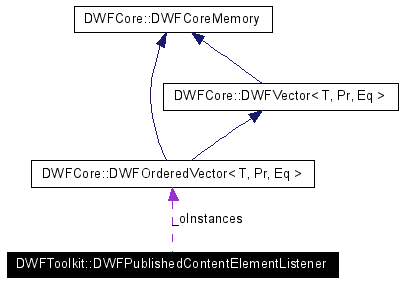 DWFCore::DWFCoreMemory
DWFCore::DWFVector< T, Pr, Eq >
DWFCore::DWFOrderedVector< T, Pr, Eq >
_oInstances
DWFToolkit::DWFPublishedContentElementListener